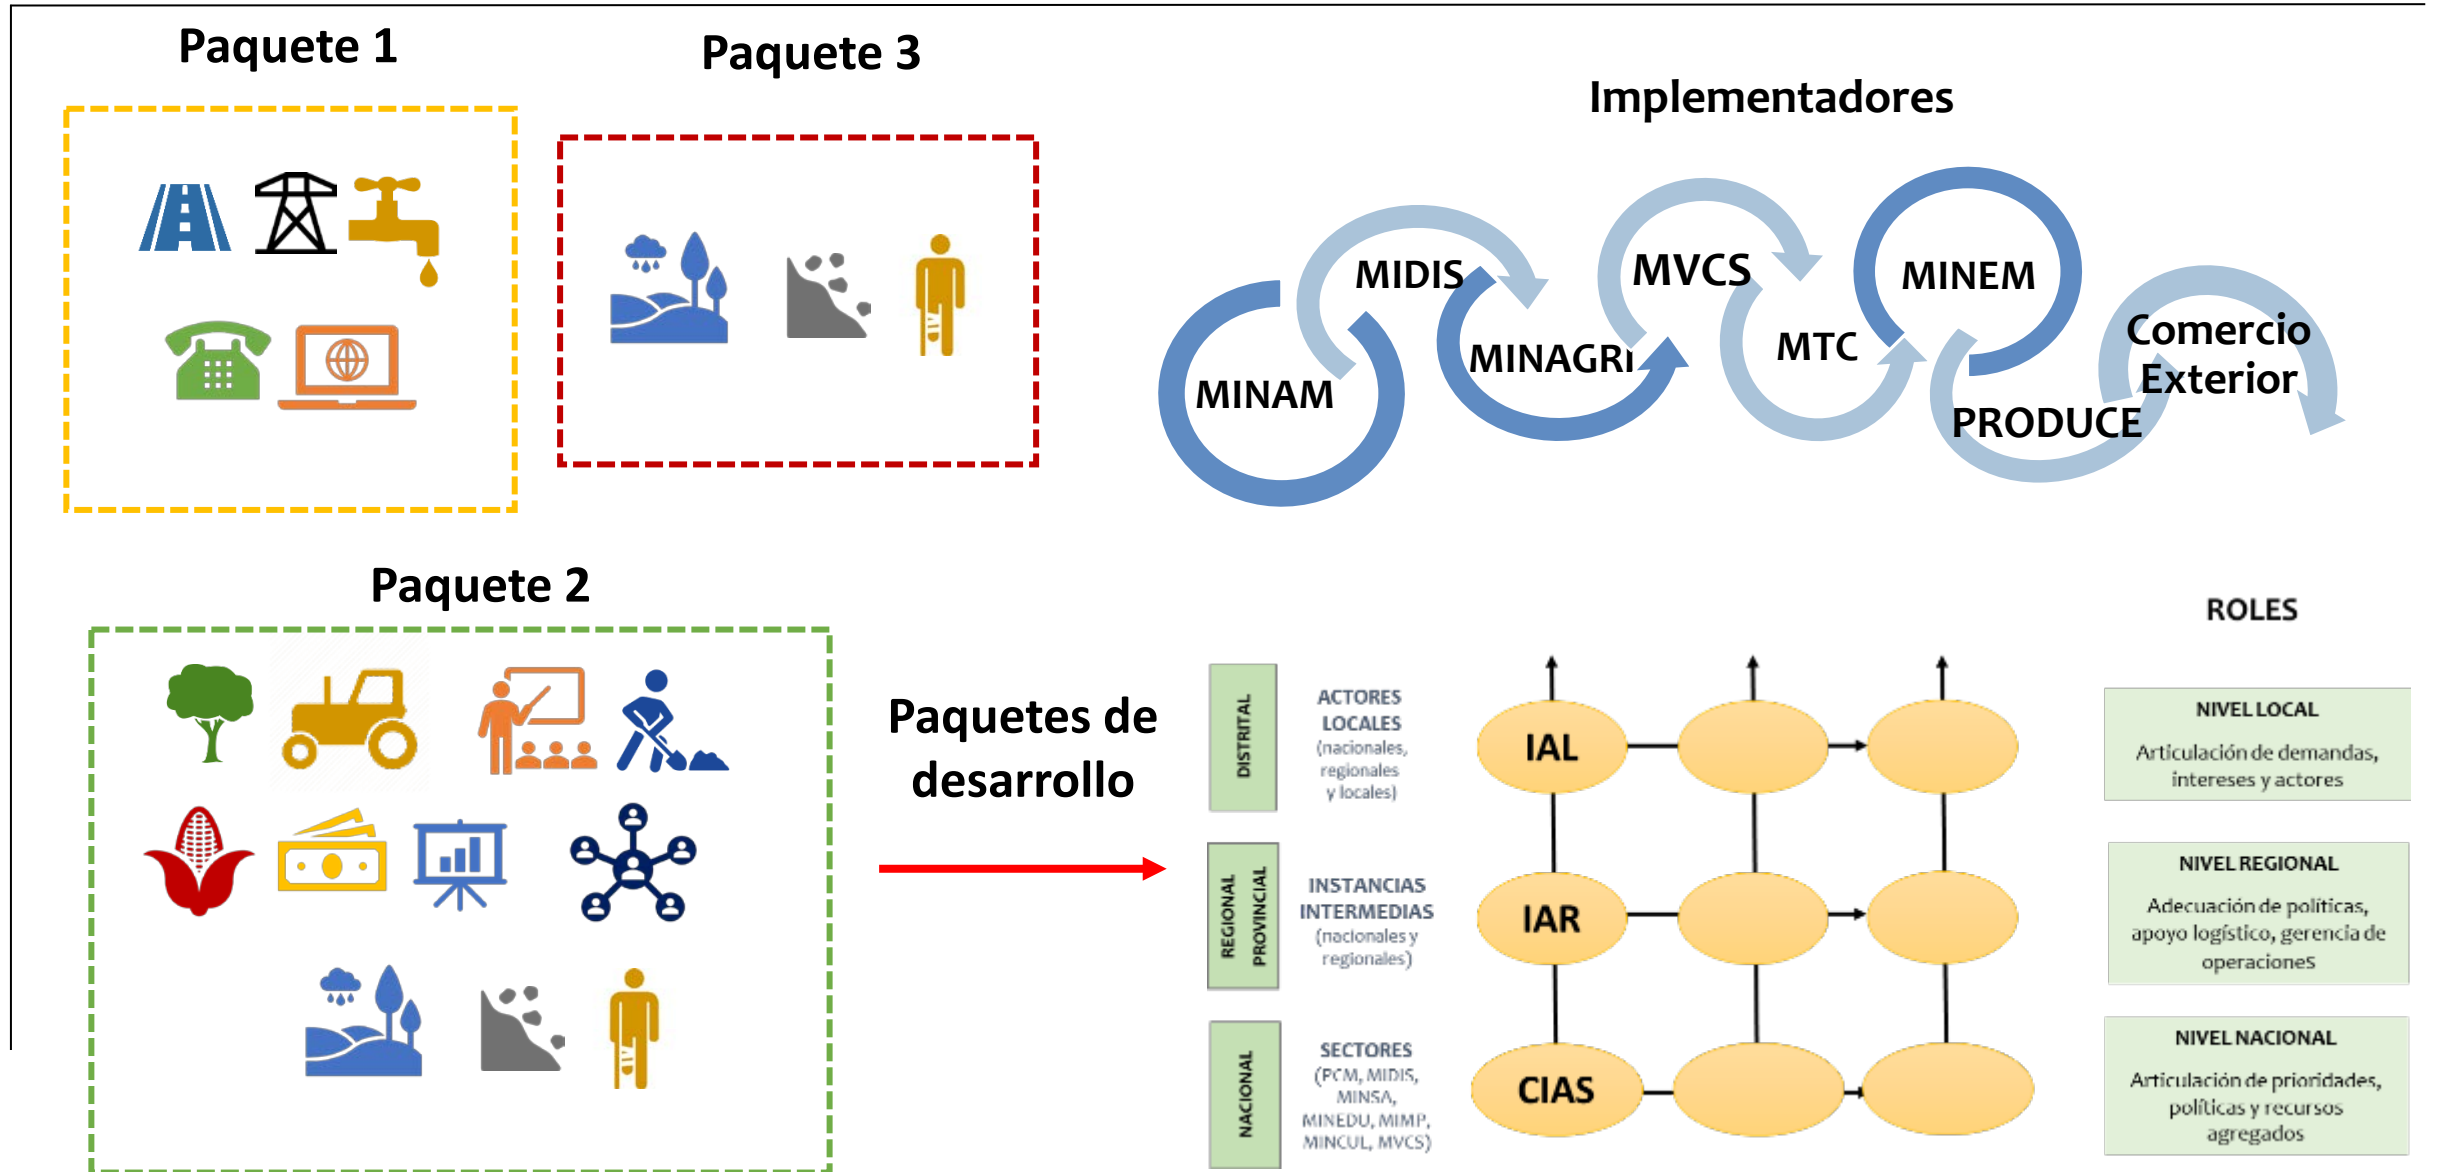 Paquete 1
Paquete 3
Implementadores
MINAM
MIDIS
MINAGRI
MVCS
MTC
MINEM
PRODUCE
Comercio
Exterior
Paquete 2
Paquetes de
desarrollo
ROLES
DISTRITAL
ACTORES
LOCALES
(nacionales,
regionales
y locales)
IAL
NIVEL LOCAL
Articulación de demandas,
intereses y actores
REGIONAL
PROVINCIAL
INSTANCIAS
INTERMEDIAS
(nacionales y
regionales)
IAR
NIVEL REGIONAL
Adecuación de políticas,
apoyo logístico, gerencia de
operaciones
NACIONAL
SECTORES
(PCM, MIDIS,
MINSA,
MINEDU, MIMP,
MINCUL, MVCS)
CIAS
NIVEL NACIONAL
Articulación de prioridades,
políticas y recursos
agregados